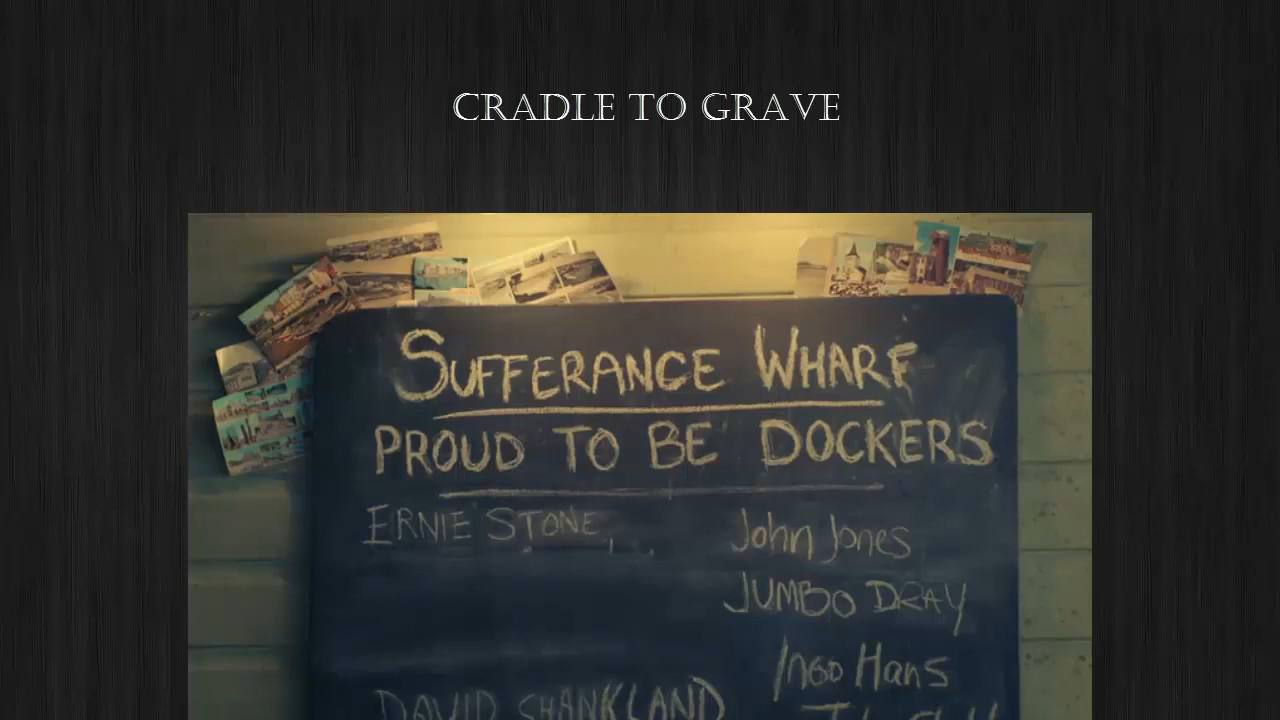 CRADLE TO GRAVE
SUFFERANCE WHARF
PROUD TO BE DOCKERS
ERNIE STONE
John Jones
JUMBO DRAY
Ingo Hans
DAVID SHANKLAND